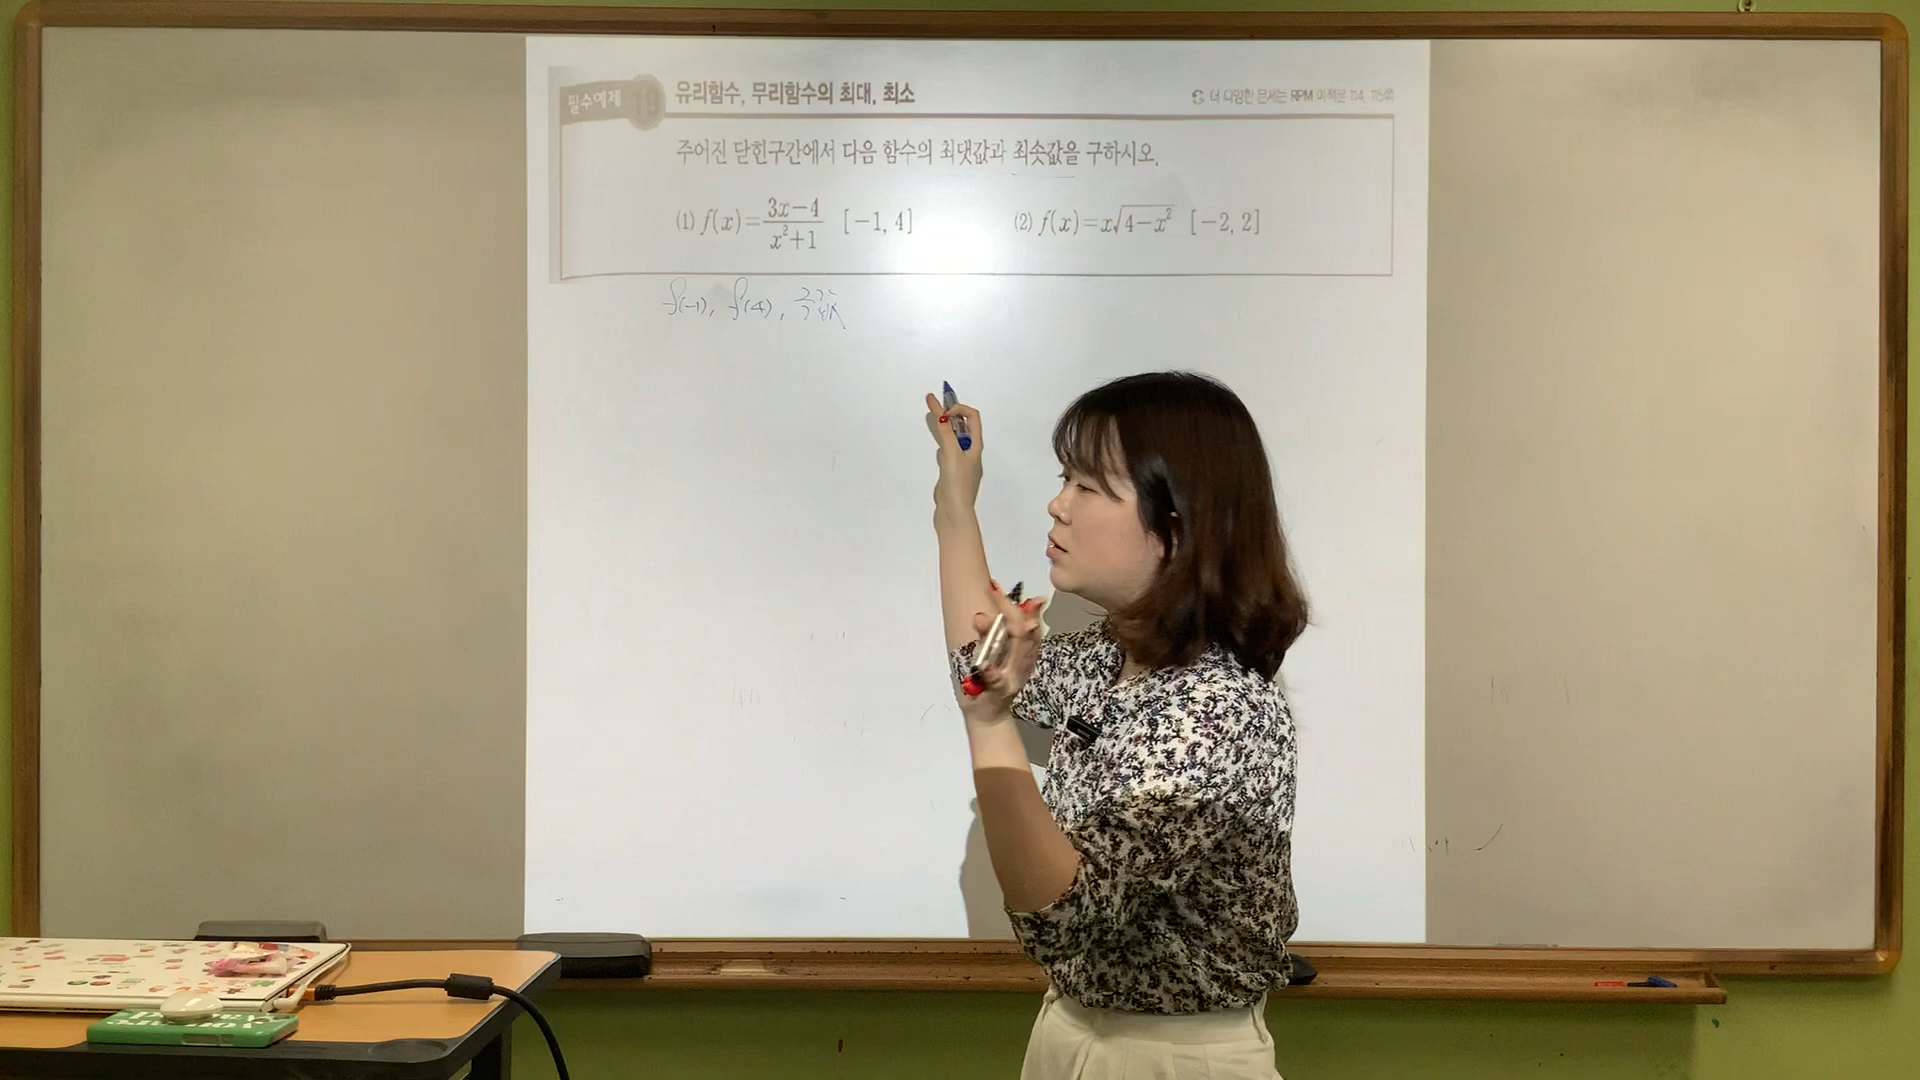 필수예제 19 유리함수, 무리함수의 최대, 최소
더 다양한 문제는 RPM 미적분 114, 115쪽
주어진 닫힌구간에서 다음 함수의 최댓값과 최솟값을 구하시오.
(1) f(x)=\frac{3x-4}{x²+1} [-1, 4]
(2) f(x)=x√(4-x²) [-2, 2]
f(-1), f(4), 극값